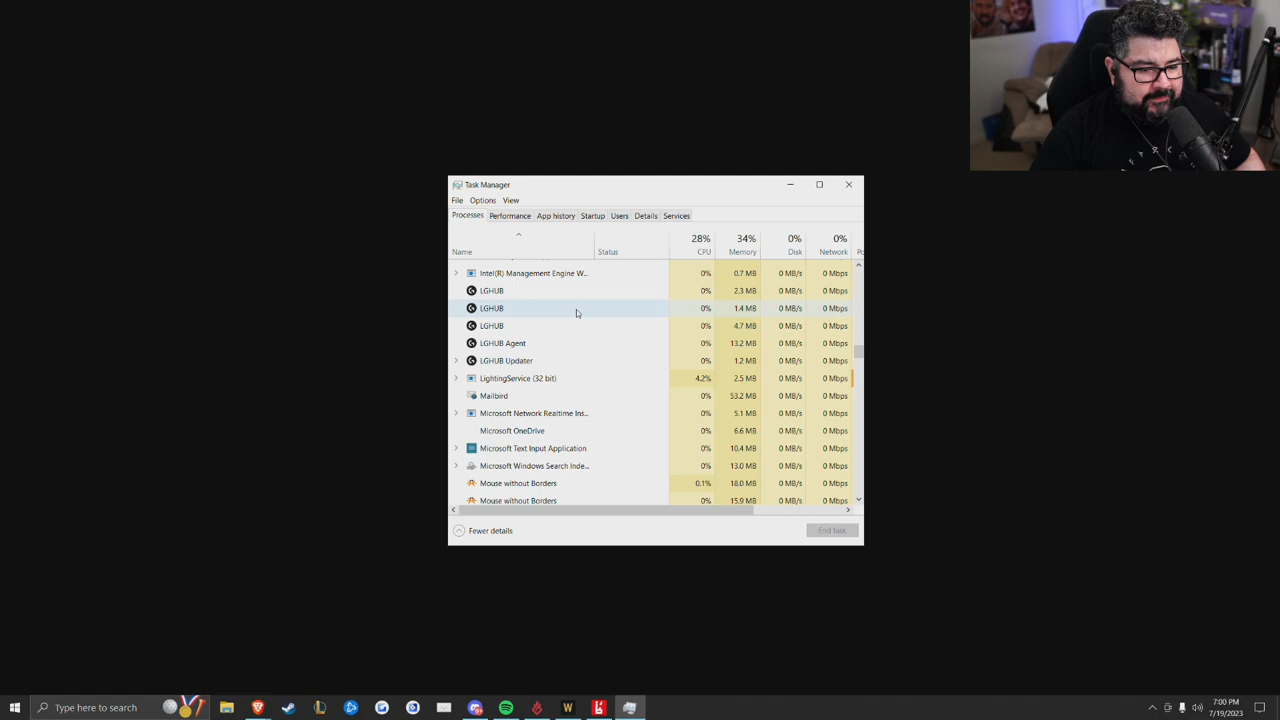 Task Manager
File Options View
Processes Performance App history Startup Users Details Services
28% 34% 0% 0%
Name Status CPU Memory Disk Network Po
Intel(R) Management Engine W... 0% 0.7 MB 0 MB/s 0 Mbps
LGHUB 0% 2.3 MB 0 MB/s 0 Mbps
LGHUB 0% 1.4 MB 0 MB/s 0 Mbps
LGHUB 0% 4.7 MB 0 MB/s 0 Mbps
LGHUB Agent 0% 13.2 MB 0 MB/s 0 Mbps
LGHUB Updater 0% 1.2 MB 0 MB/s 0 Mbps
LightingService (32 bit) 4.2% 2.5 MB 0 MB/s 0 Mbps
Mailbird 0% 53.2 MB 0 MB/s 0 Mbps
Microsoft Network Realtime Ins... 0% 5.1 MB 0 MB/s 0 Mbps
Microsoft OneDrive 0% 6.6 MB 0 MB/s 0 Mbps
Microsoft Text Input Application 0% 10.4 MB 0 MB/s 0 Mbps
Microsoft Windows Search Inde... 0% 13.0 MB 0 MB/s 0 Mbps
Mouse without Borders 0.1% 18.0 MB 0 MB/s 0 Mbps
Mouse without Borders 0% 15.9 MB 0 MB/s 0 Mbps
Fewer details End task
Type here to search
7:00 PM
7/19/2023